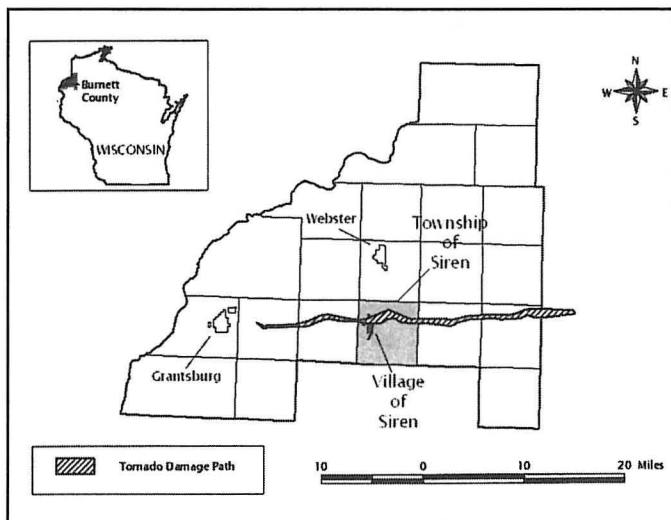 Burnett
County
WISCONSIN
N
W E
S
Webster
Township
of
Siren
Grantsburg
Village
of
Siren
Tornado Damage Path
10 0 10 20 Miles